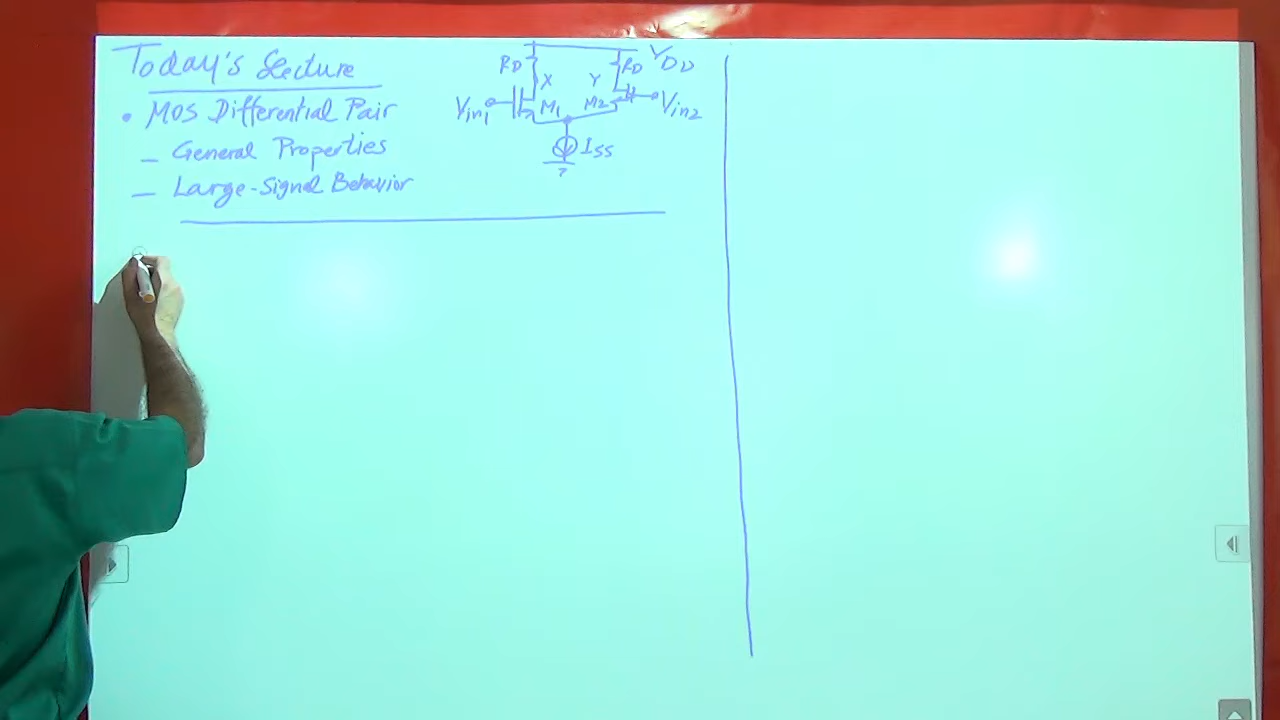 Today's Lecture
• MOS Differential Pair
– General Properties
– Large-Signal Behavior
RD X Y RD VDD
Vin1 M1 M2 Vin2
ISS